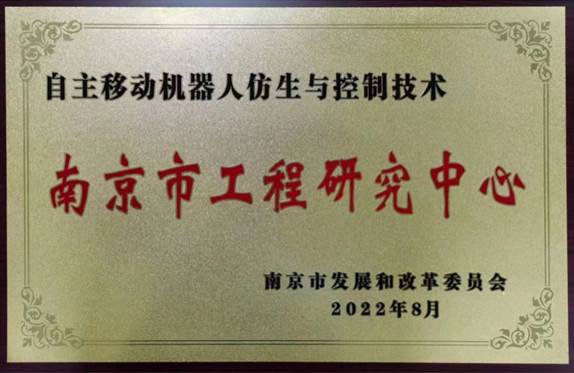 自主移动机器人仿生与控制技术
南京市工程研究中心
南京市发展和改革委员会
2022年8月